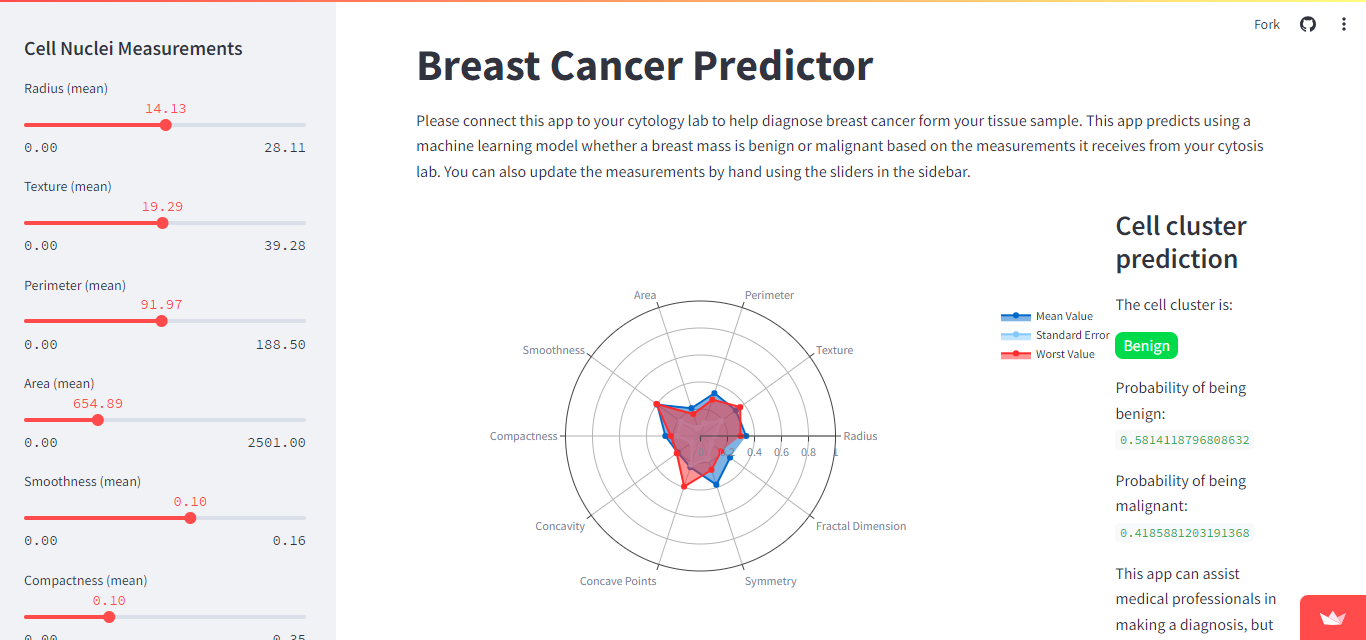 Fork
Cell Nuclei Measurements
Radius (mean)
14.13
0.00 28.11
Texture (mean)
19.29
0.00 39.28
Perimeter (mean)
91.97
0.00 188.50
Area (mean)
654.89
0.00 2501.00
Smoothness (mean)
0.10
0.00 0.16
Compactness (mean)
0.10
0.00 0.35
Breast Cancer Predictor
Please connect this app to your cytology lab to help diagnose breast cancer form your tissue sample. This app predicts using a
machine learning model whether a breast mass is benign or malignant based on the measurements it receives from your cytosis
lab. You can also update the measurements by hand using the sliders in the sidebar.
Area Perimeter
Smoothness Texture
Compactness Radius
0.4 0.6 0.8 1
Concavity Fractal Dimension
Concave Points Symmetry
Mean Value
Standard Error
Worst Value
Cell cluster
prediction
The cell cluster is:
Benign
Probability of being
benign:
0.5814118796808632
Probability of being
malignant:
0.4185881203191368
This app can assist
medical professionals in
making a diagnosis, but